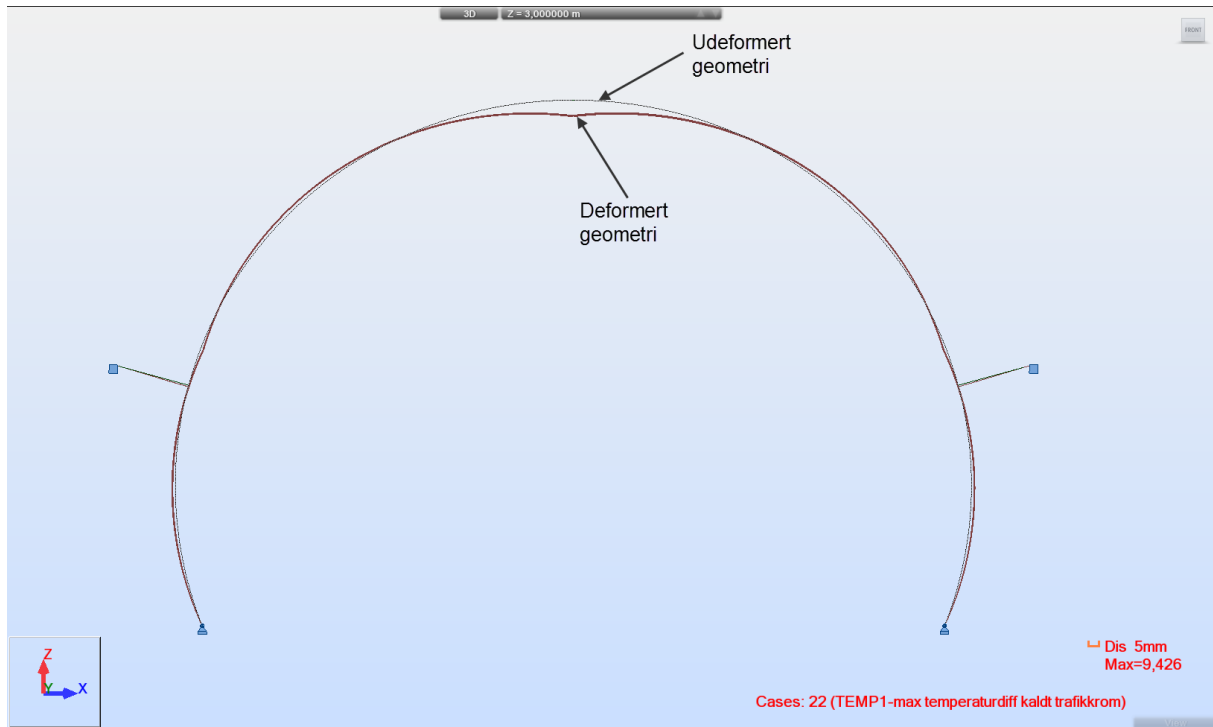 3D
Z = 3,000000 m
FRONT
Udeformert
geometri
Deformert
geometri
Dis 5mm
Max=9,426
Cases: 22 (TEMP1-max temperaturdiff kaldt trafikkrom)
Z
Y
X
View